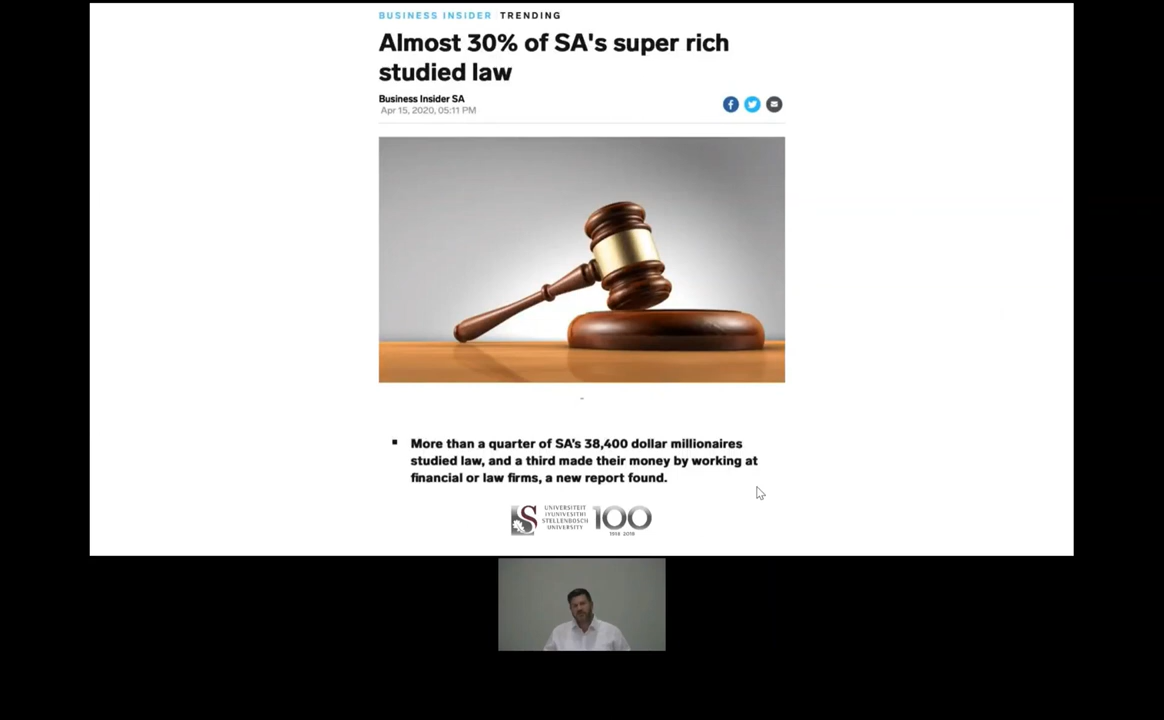 BUSINESS INSIDER TRENDING
Almost 30% of SA's super rich
studied law
Business Insider SA
Apr 15, 2020, 05:11 PM
More than a quarter of SA's 38,400 dollar millionaires
studied law, and a third made their money by working at
financial or law firms, a new report found.
UNIVERSITEIT
IYUNIVESITHI
STELLENBOSCH
UNIVERSITY
100
1918 2018